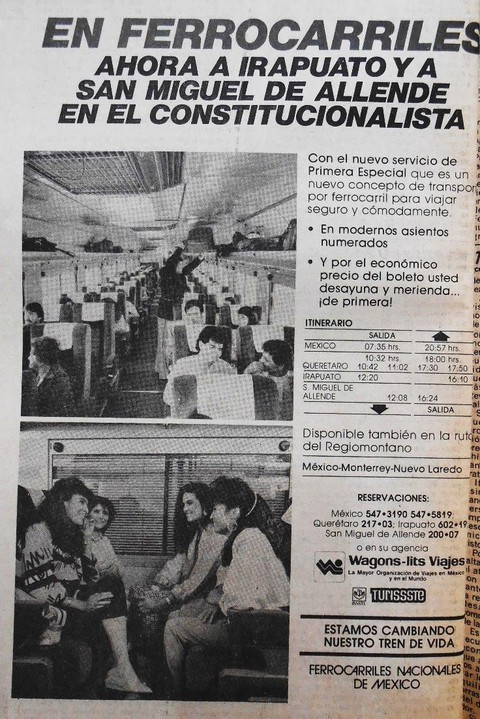 EN FERROCARRILES
AHORA A IRAPUATO Y A
SAN MIGUEL DE ALLENDE
EN EL CONSTITUCIONALISTA
Con el nuevo servicio de
Primera Especial que es un
nuevo concepto de transpor
por ferrocarril para viajar
seguro y cómodamente.
• En modernos asientos
numerados
• Y por el económico
precio del boleto usted
desayuna y merienda...
¡de primera!
ITINERARIO
SALIDA
MEXICO 07:35 hrs. 20:57 hrs.
10:32 hrs. 18:00 hrs.
QUERETARO 10:42 11:02 17:30 17:50
IRAPUATO 12:20 16:10
S. MIGUEL DE
ALLENDE 12:08 16:24
SALIDA
Disponible también en la ruta
del Regiomontano
México-Monterrey-Nuevo Laredo
RESERVACIONES:
México 547•3190 547•5819;
Querétaro 217•03; Irapuato 602•19
San Miguel de Allende 200•07
o en su agencia
Wagons-lits Viajes
La Mayor Organización de Viajes en México
y en el Mundo
TURISSSTE
ESTAMOS CAMBIANDO
NUESTRO TREN DE VIDA
FERROCARRILES NACIONALES
DE MEXICO